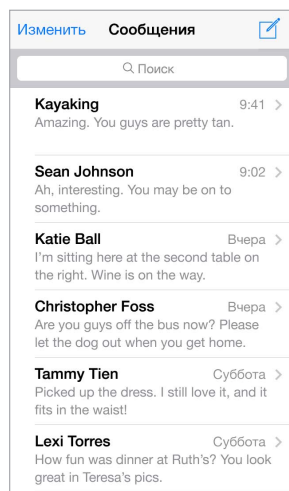 Изменить Сообщения
Поиск
Kayaking 9:41
Amazing. You guys are pretty tan.
Sean Johnson 9:02
Ah, interesting. You may be on to
something.
Katie Ball Вчера
I'm sitting here at the second table on
the right. Wine is on the way.
Christopher Foss Вчера
Are you guys off the bus now? Please
let the dog out when you get home.
Tammy Tien Суббота
Picked up the dress. I still love it, and it
fits in the waist!
Lexi Torres Суббота
How fun was dinner at Ruth's? You look
great in Teresa's pics.